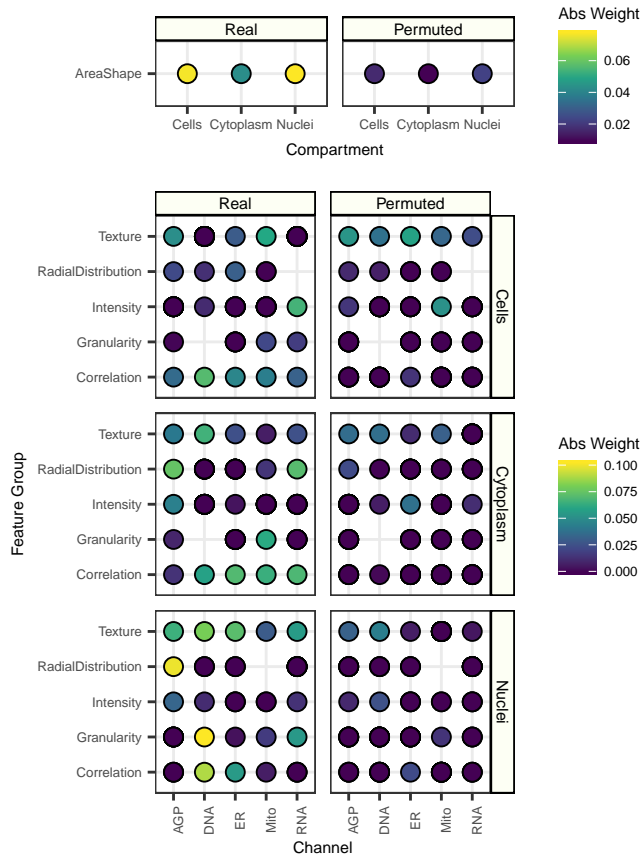 Abs Weight
Real
Permuted
0.06
0.04
0.02
AreaShape
Cells Cytoplasm Nuclei
Cells Cytoplasm Nuclei
Compartment
Real
Permuted
Texture
RadialDistribution
Intensity
Granularity
Correlation
Cells
Texture
RadialDistribution
Intensity
Granularity
Correlation
Cytoplasm
Feature Group
Abs Weight
0.100
0.075
0.050
0.025
0.000
Texture
RadialDistribution
Intensity
Granularity
Correlation
Nuclei
AGP
DNA
ER
Mito
RNA
AGP
DNA
ER
Mito
RNA
Channel